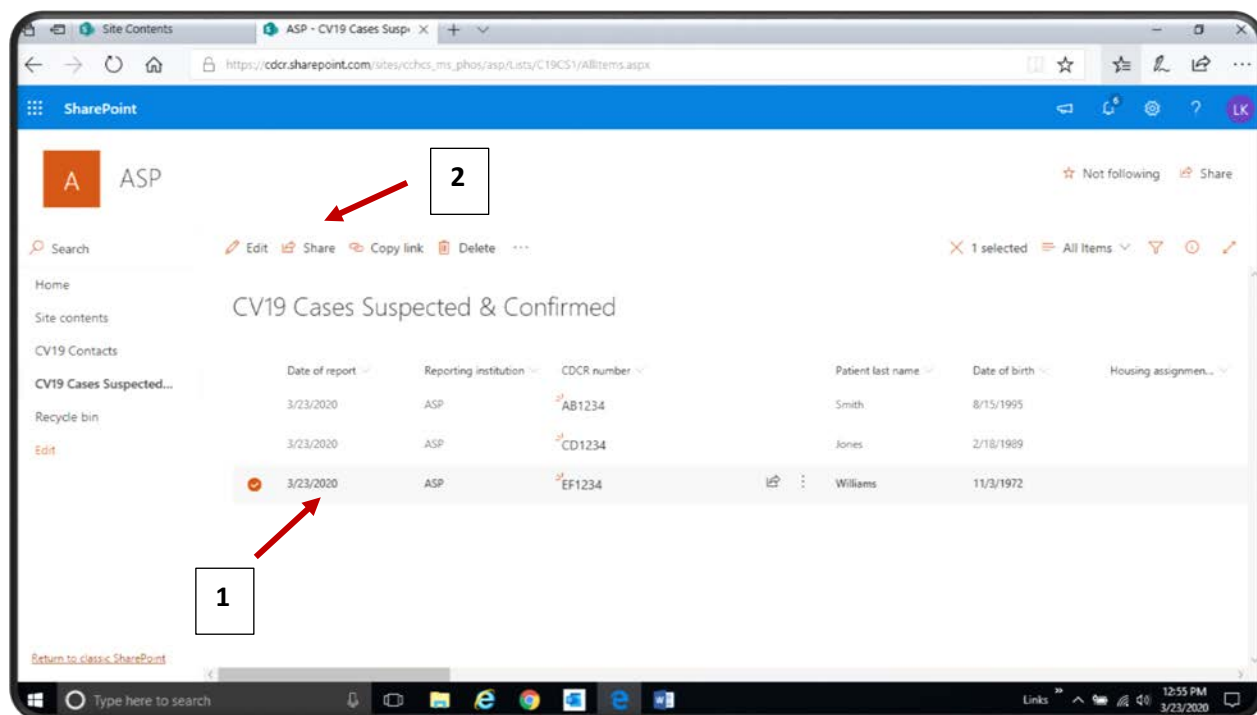 Site Contents
ASP - CV19 Cases Susp
https://cdcr.sharepoint.com/sites/cchcs_ms_phos/asp/Lists/C19CS1/AllItems.aspx
SharePoint
6
?
LK
A
ASP
2
Not following
Share
Search
Edit
Share
Copy link
Delete
...
1 selected
All Items
Home
Site contents
CV19 Contacts
CV19 Cases Suspected...
Recycle bin
Edit
CV19 Cases Suspected & Confirmed
Date of report
Reporting institution
CDCR number
Patient last name
Date of birth
Housing assignmen...
3/23/2020 ASP AB1234 Smith 8/15/1995
3/23/2020 ASP CD1234 Jones 2/18/1989
3/23/2020 ASP EF1234 Williams 11/3/1972
1
Return to classic SharePoint
Type here to search
Links
12:55 PM
3/23/2020